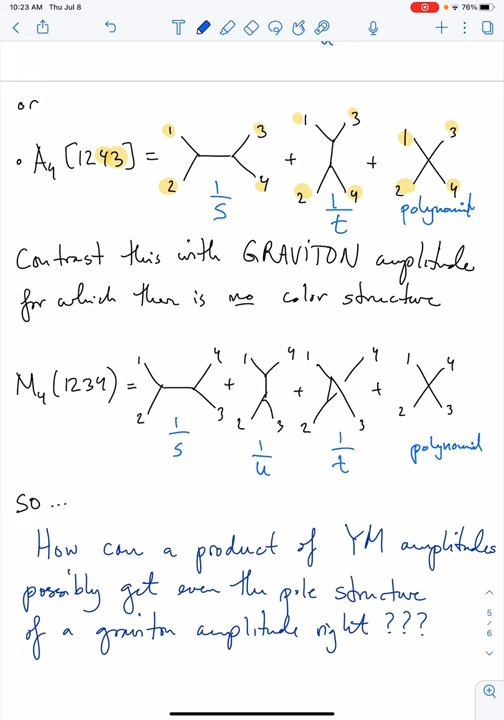 10:23 AM Thu Jul 8
76%
T
or
• A4 [1243] = + +
1 3 1 3 1 3
2 4 2 4 2 4
1/s 1/t polynomial
Contrast this with GRAVITON amplitude
for which there is no color structure
M4 (1234) = + + +
1 4 1 4 1 4 1 4
2 3 2 3 2 3 2 3
1/s 1/u 1/t polynomial
SO ...
How can a product of YM amplitudes
possibly get even the pole structure
of a graviton amplitude right ???
5
/
6